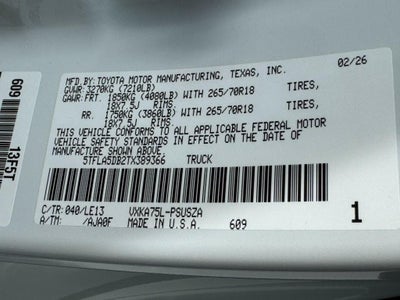 MFD.BY:TOYOTA MOTOR MANUFACTURING, TEXAS, INC. 02/26
GVWR:3270KG (7210LB)
GAWR:FRT. 1850KG (4080LB) WITH 265/70R18 TIRES,
18X7.5J RIMS.
RR. 1750KG (3860LB) WITH 265/70R18 TIRES,
18X7.5J RIMS.
THIS VEHICLE CONFORMS TO ALL APPLICABLE FEDERAL MOTOR
VEHICLE SAFETY STANDARDS IN EFFECT ON THE DATE OF
MANUFACTURE SHOWN ABOVE.
5TFLA5DB2TX389366 TRUCK
C/TR:040/LE13 VXKA75L-PSUSZA
A/TM: /AJA0F MADE IN U.S.A. 609
1
609
13F5T